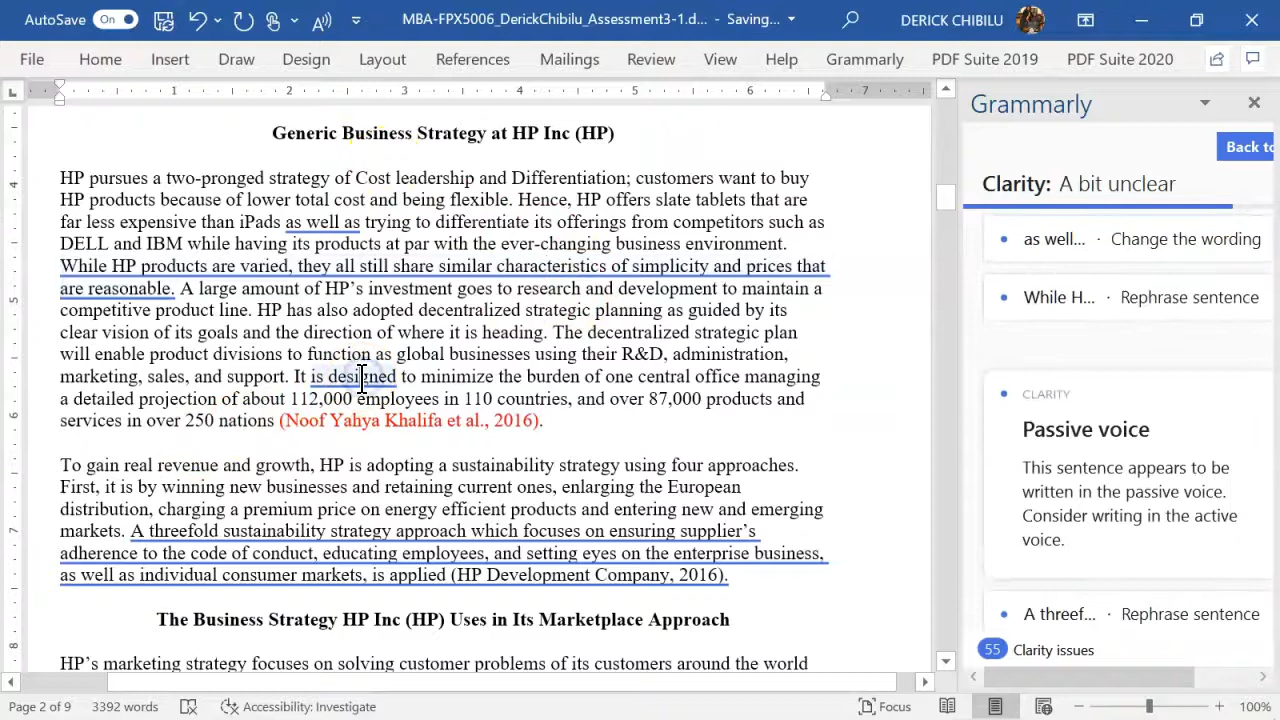 AutoSave On MBA-FPX5006_DerickChibilu_Assessment3-1.d... - Saving... DERICK CHIBILU
File Home Insert Draw Design Layout References Mailings Review View Help Grammarly PDF Suite 2019 PDF Suite 2020
L 1 2 3 4 5 6 7
4 5 6 7 8
Generic Business Strategy at HP Inc (HP)
HP pursues a two-pronged strategy of Cost leadership and Differentiation; customers want to buy
HP products because of lower total cost and being flexible. Hence, HP offers slate tablets that are
far less expensive than iPads as well as trying to differentiate its offerings from competitors such as
DELL and IBM while having its products at par with the ever-changing business environment.
While HP products are varied, they all still share similar characteristics of simplicity and prices that
are reasonable. A large amount of HP’s investment goes to research and development to maintain a
competitive product line. HP has also adopted decentralized strategic planning as guided by its
clear vision of its goals and the direction of where it is heading. The decentralized strategic plan
will enable product divisions to function as global businesses using their R&D, administration,
marketing, sales, and support. It is designed to minimize the burden of one central office managing
a detailed projection of about 112,000 employees in 110 countries, and over 87,000 products and
services in over 250 nations (Noof Yahya Khalifa et al., 2016).
To gain real revenue and growth, HP is adopting a sustainability strategy using four approaches.
First, it is by winning new businesses and retaining current ones, enlarging the European
distribution, charging a premium price on energy efficient products and entering new and emerging
markets. A threefold sustainability strategy approach which focuses on ensuring supplier’s
adherence to the code of conduct, educating employees, and setting eyes on the enterprise business,
as well as individual consumer markets, is applied (HP Development Company, 2016).
The Business Strategy HP Inc (HP) Uses in Its Marketplace Approach
HP’s marketing strategy focuses on solving customer problems of its customers around the world
Grammarly
Back to
Clarity: A bit unclear
as well... · Change the wording
While H... · Rephrase sentence
CLARITY
Passive voice
This sentence appears to be
written in the passive voice.
Consider writing in the active
voice.
A threef... · Rephrase sentence
55 Clarity issues
Page 2 of 9 3392 words Accessibility: Investigate Focus 100%